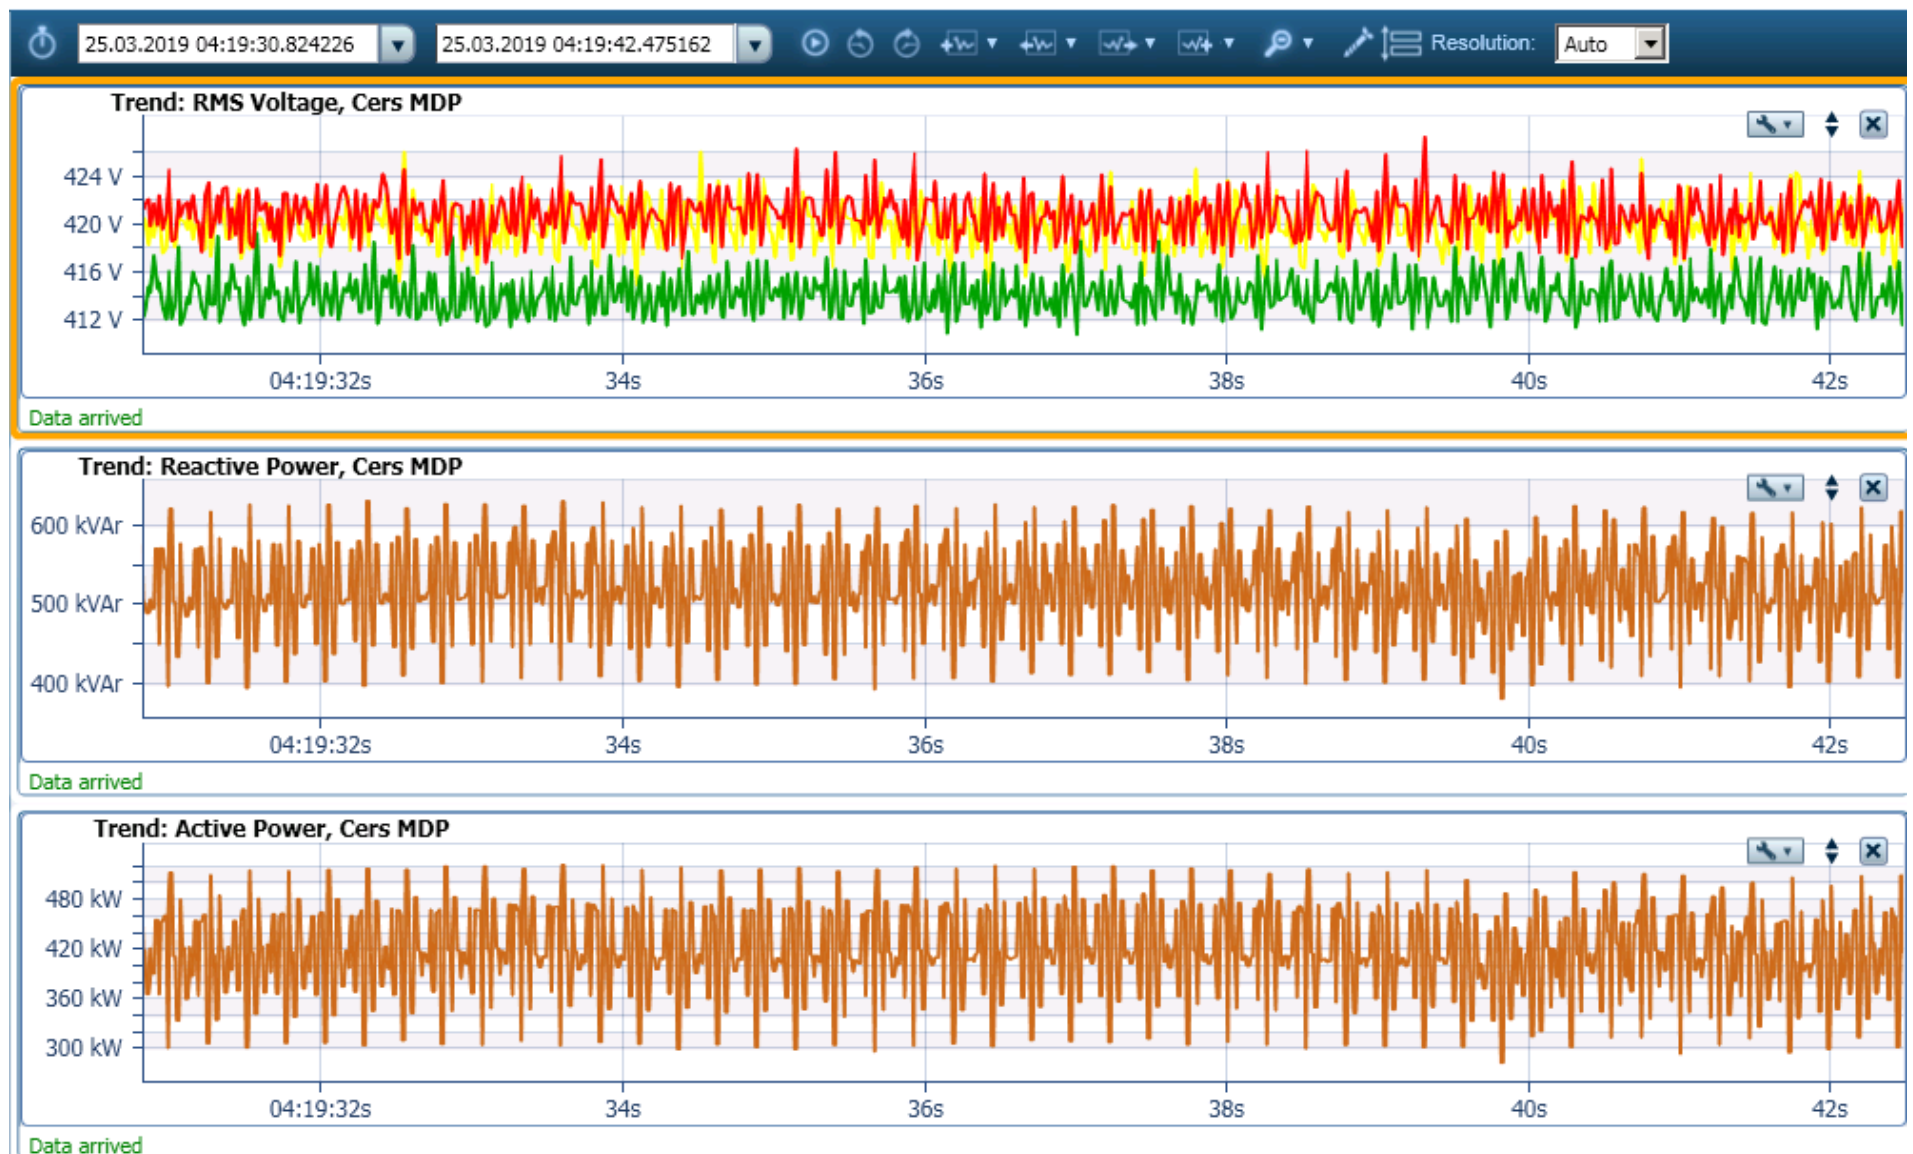 25.03.2019 04:19:30.824226 25.03.2019 04:19:42.475162 Resolution: Auto
Trend: RMS Voltage, Cers MDP
424 V
420 V
416 V
412 V
04:19:32s 34s 36s 38s 40s 42s
Data arrived
Trend: Reactive Power, Cers MDP
600 kVAr
500 kVAr
400 kVAr
04:19:32s 34s 36s 38s 40s 42s
Data arrived
Trend: Active Power, Cers MDP
480 kW
420 kW
360 kW
300 kW
04:19:32s 34s 36s 38s 40s 42s
Data arrived